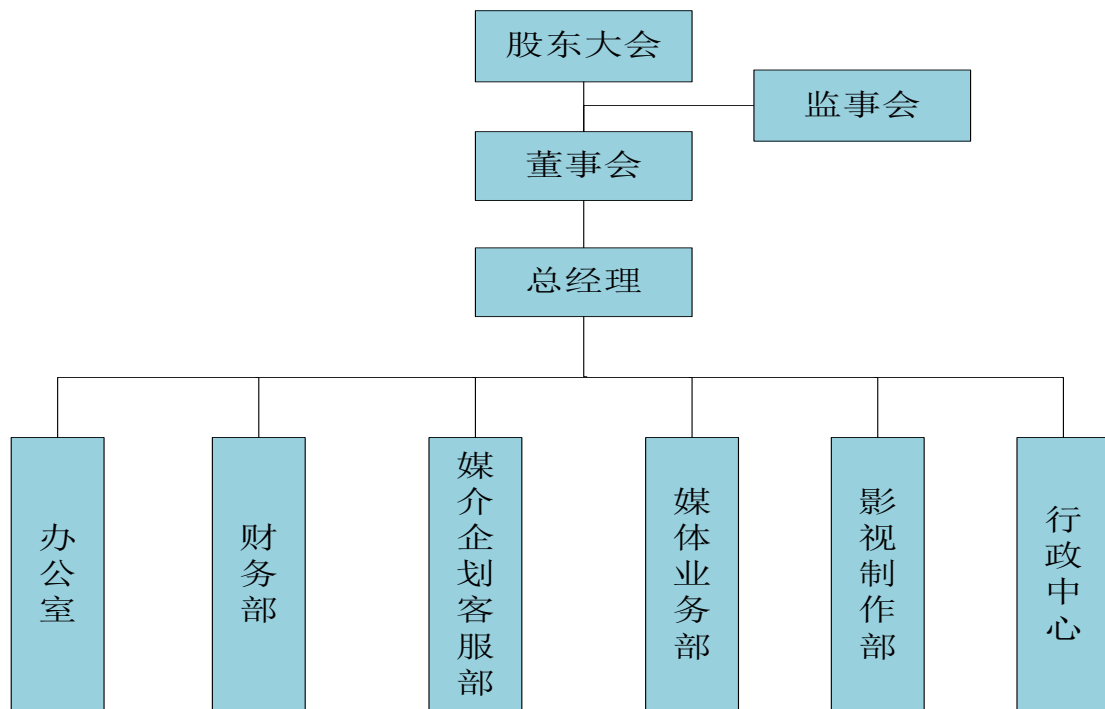 股东大会
监事会
董事会
总经理
办公室
财务部
媒介企划客服部
媒体业务部
影视制作部
行政中心